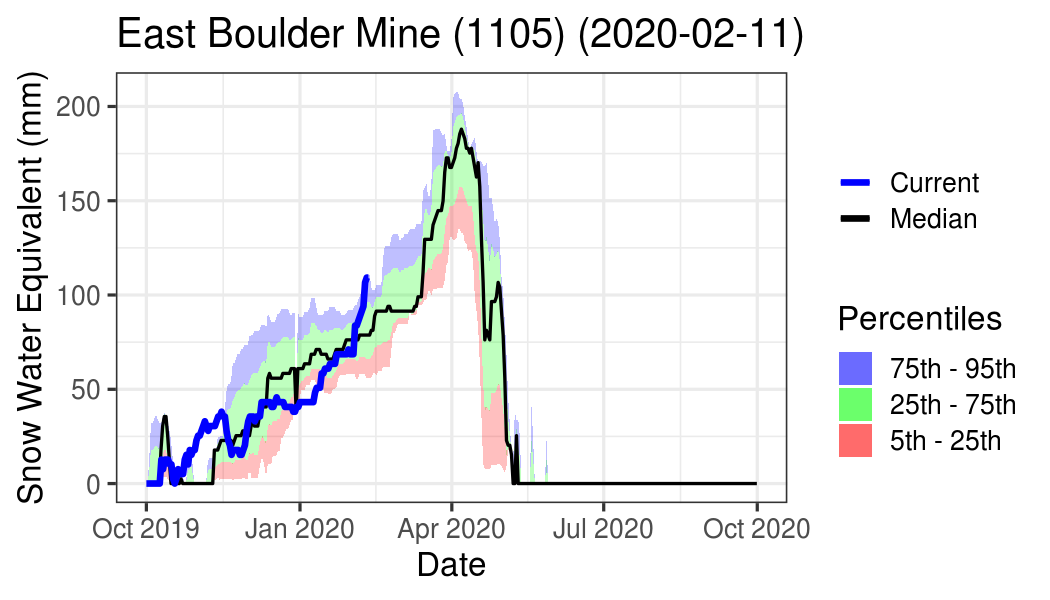 East Boulder Mine (1105) (2020-02-11)
Snow Water Equivalent (mm)
200
150
100
50
0
Oct 2019
Jan 2020
Apr 2020
Jul 2020
Oct 2020
Date
Current
Median
Percentiles
75th - 95th
25th - 75th
5th - 25th